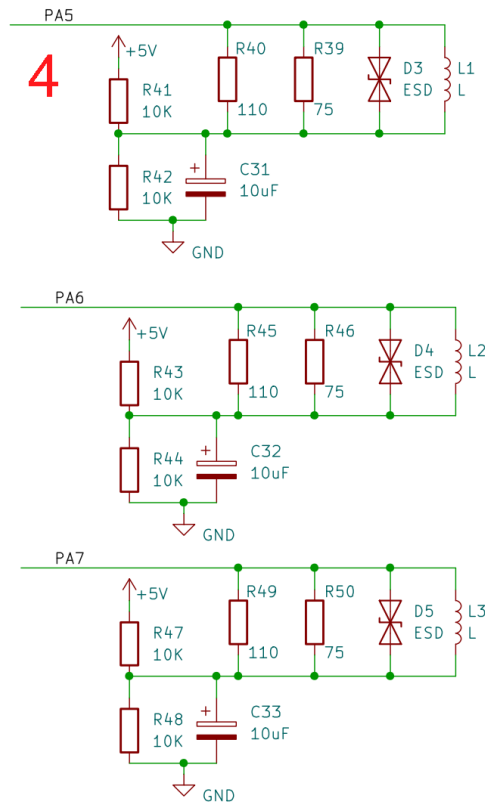 PA5
+5V
4
R41
10K
R40
110
R39
75
D3
ESD
L1
L
R42
10K
+
C31
10uF
GND
PA6
+5V
R43
10K
R45
110
R46
75
D4
ESD
L2
L
R44
10K
+
C32
10uF
GND
PA7
+5V
R47
10K
R49
110
R50
75
D5
ESD
L3
L
R48
10K
+
C33
10uF
GND